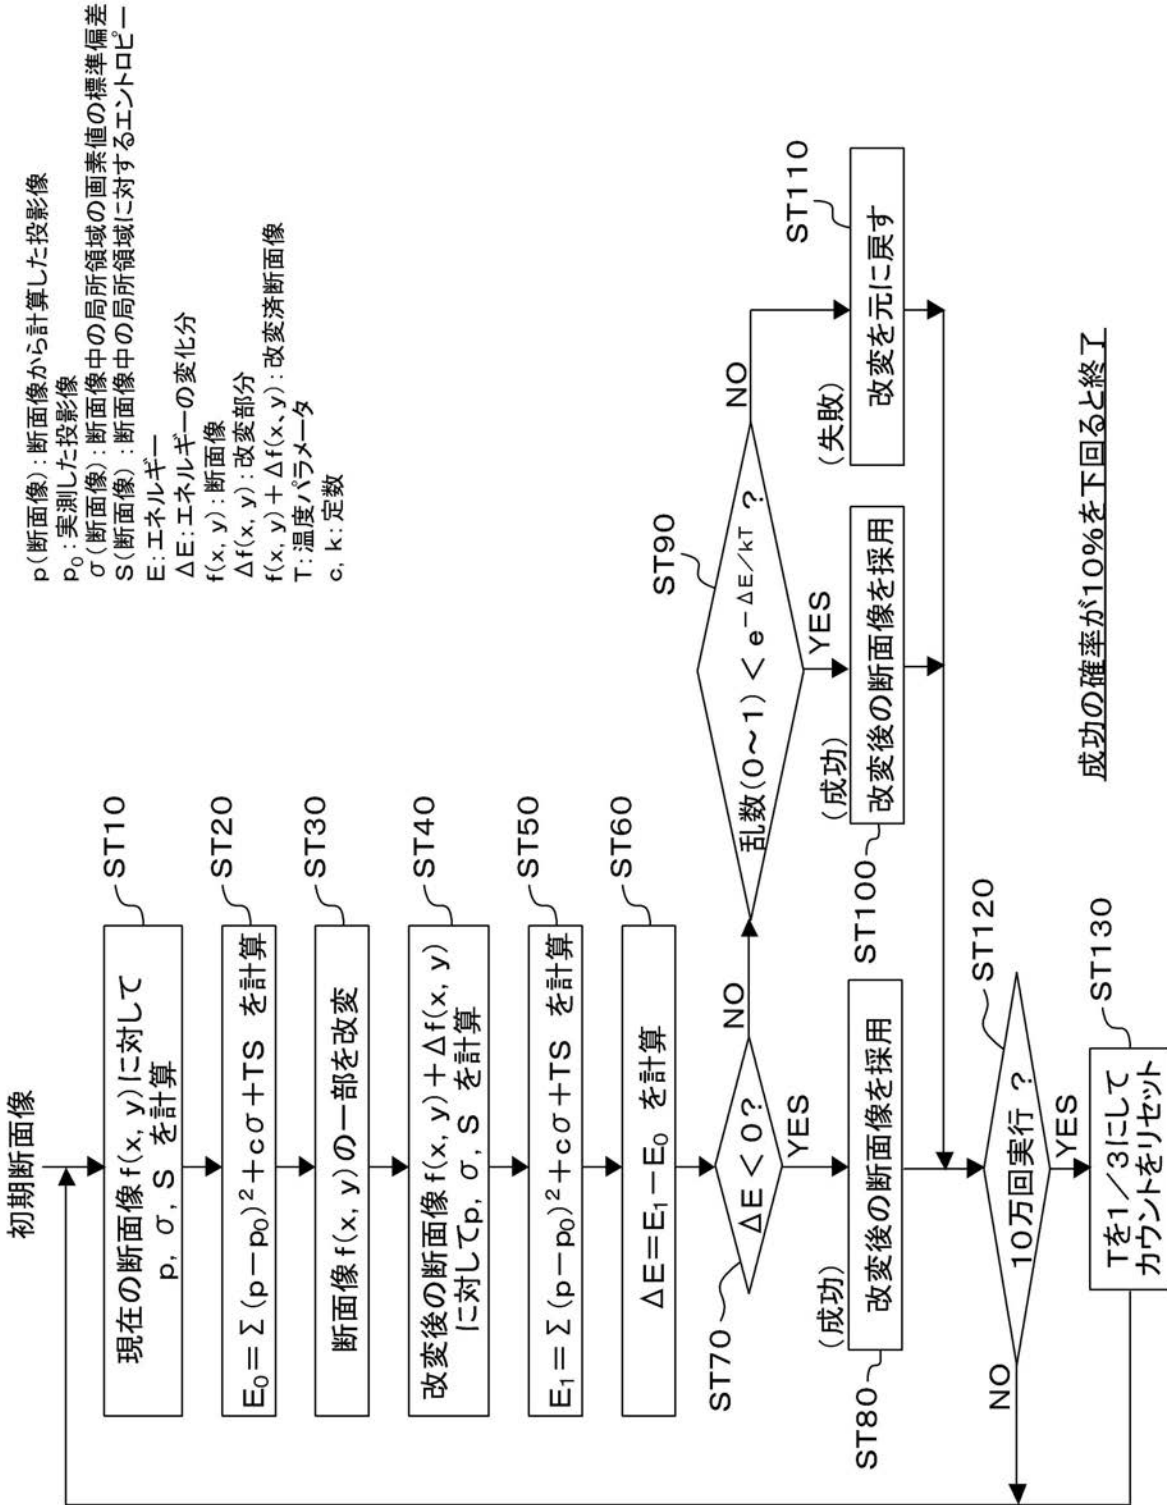 初期断面像
現在の断面像f(x, y)に対して
p, σ, S を計算
ST10
E₀＝Σ(p－p₀)²＋cσ＋TS を計算
ST20
断面像f(x, y)の一部を改変
ST30
改変後の断面像f(x, y)＋Δf(x, y)
に対してp, σ, S を計算
ST40
E₁＝Σ(p－p₀)²＋cσ＋TS を計算
ST50
ΔE＝E₁－E₀ を計算
ST60
ΔE＜0？
ST70
NO
YES
乱数(0～1)＜e^－ΔE/kT ？
ST90
NO
YES
(成功)
改変後の断面像を採用
ST80
(成功)
改変後の断面像を採用
ST100
(失敗)
改変を元に戻す
ST110
10万回実行 ？
ST120
NO
YES
Tを1/3にして
カウントをリセット
ST130
成功の確率が10％を下回ると終了
p(断面像)：断面像から計算した投影像
p₀：実測した投影像
σ(断面像)：断面像中の局所領域の画素値の標準偏差
S(断面像)：断面像中の局所領域に対するエントロピー
E：エネルギー
ΔE：エネルギーの変化分
f(x, y)：断面像
Δf(x, y)：改変部分
f(x, y)＋Δf(x、y)：改変済断面像
T：温度パラメータ
c, k：定数